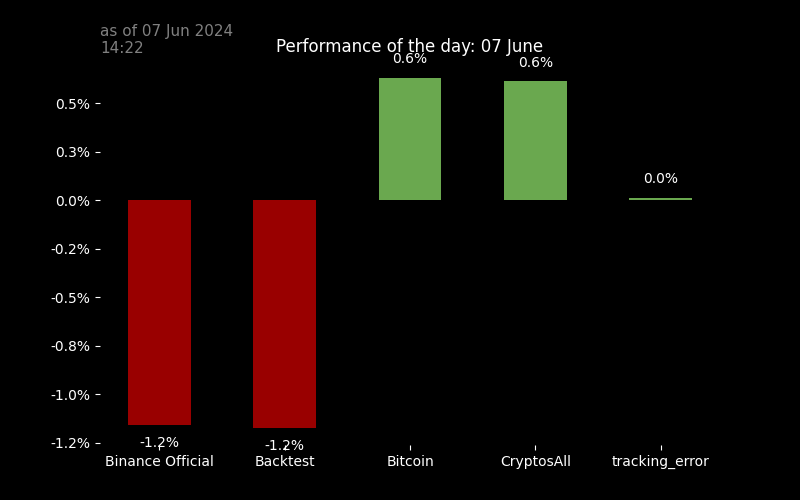 as of 07 Jun 2024
14:22
Performance of the day: 07 June
0.6%
0.6%
0.5%
0.3%
0.0%
0.0%
-0.2%
-0.5%
-0.8%
-1.0%
-1.2%
-1.2%
-1.2%
Binance Official
Backtest
Bitcoin
CryptosAll
tracking_error